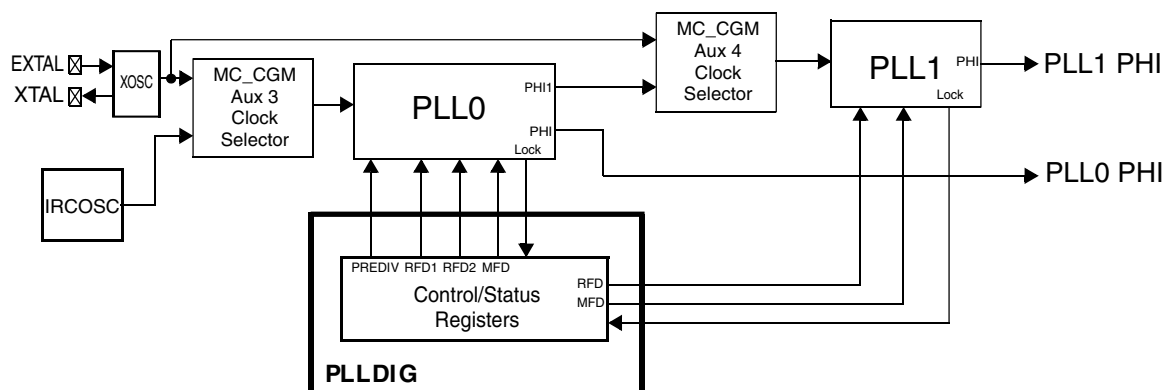 EXTAL
XTAL
XOSC
IRCOSC
MC_CGM
Aux 3
Clock
Selector
PLL0
PHI1
PHI
Lock
MC_CGM
Aux 4
Clock
Selector
PLL1
PHI
Lock
PLL1 PHI
PLL0 PHI
PREDIV RFD1 RFD2 MFD
RFD
MFD
Control/Status
Registers
PLLDIG